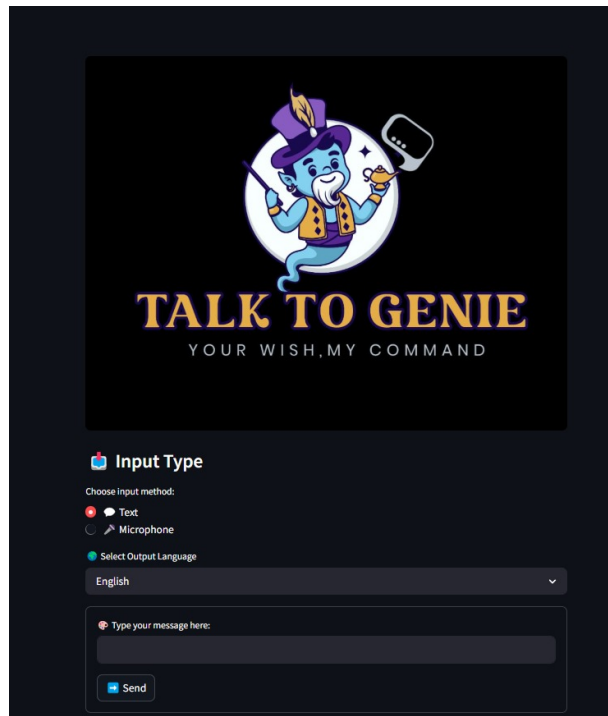 TALK TO GENIE
YOUR WISH,MY COMMAND
Input Type
Choose input method:
Text
Microphone
Select Output Language
English
Type your message here:
Send